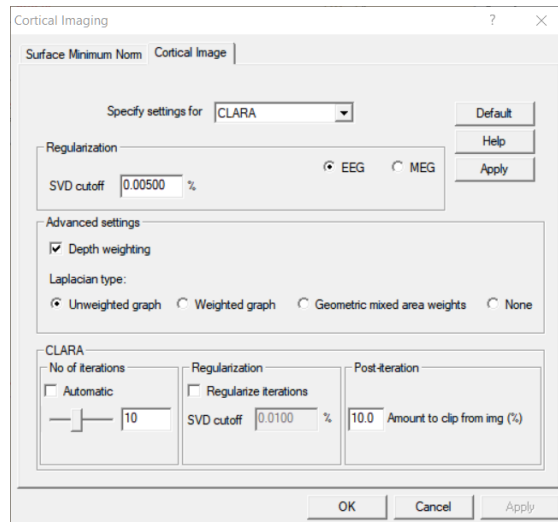 Cortical Imaging
Surface Minimum Norm Cortical Image
Specify settings for CLARA Default
Help
Apply
Regularization
EEG MEG
SVD cutoff 0.00500 %
Advanced settings
Depth weighting
Laplacian type:
Unweighted graph Weighted graph Geometric mixed area weights None
CLARA
No of iterations Regularization Post-iteration
Automatic Regularize iterations
10 SVD cutoff 0.0100 % 10.0 Amount to clip from img (%)
OK Cancel Apply